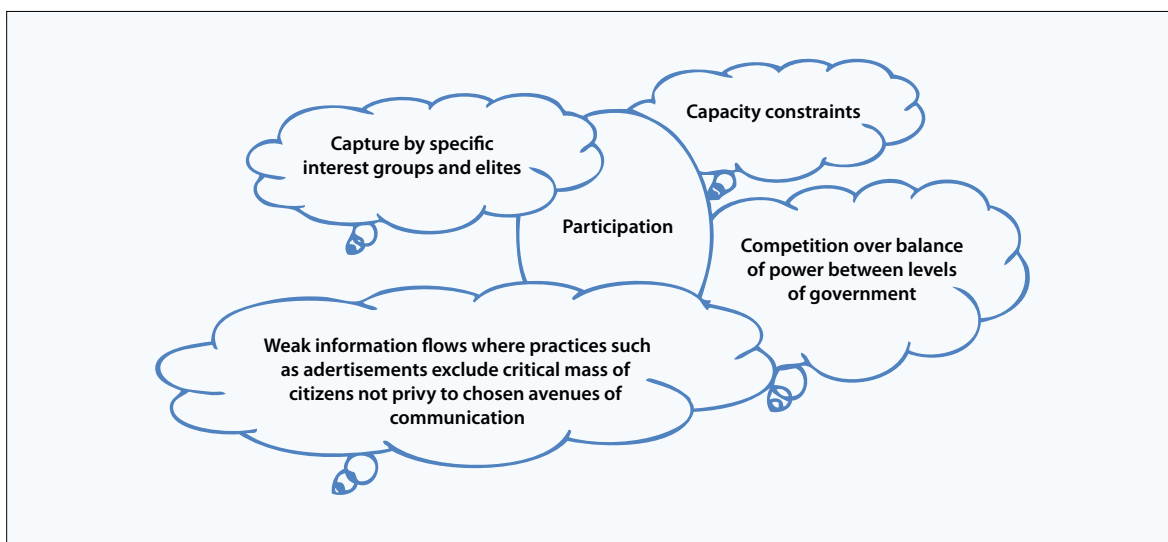 Capture by specific
interest groups and elites
Capacity constraints
Participation
Competition over balance
of power between levels
of government
Weak information flows where practices such
as adertisements exclude critical mass of
citizens not privy to chosen avenues of
communication